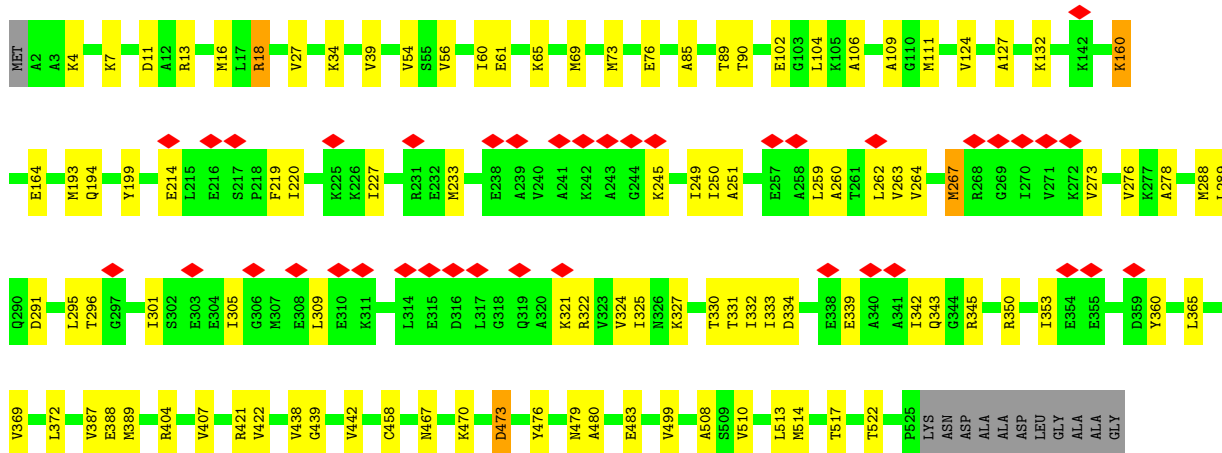 MET A2 A3 K4 K7 D11 A12 R13 M16 L17 R18 V27 K34 V39 V54 S55 V56 I60 E61 K65 M69 M73 E76 A85 T89 T90 E102 G103 L104 K105 A106 A109 G110 M111 V124 A127 K132 K142 K160
E164 M193 Q194 Y199 E214 L215 E216 S217 P218 F219 I220 K225 K226 I227 R231 E232 M233 E238 A239 V240 A241 K242 A243 G244 K245 I249 I250 A251 E257 A258 L259 A260 T261 L262 V263 V264 M267 R268 G269 I270 V271 K272 V273 V276 K277 A278 M288 L289
Q290 D291 L295 T296 G297 I301 S302 E303 E304 I305 G306 M307 E308 L309 E310 K311 L314 E315 D316 L317 G318 Q319 A320 K321 R322 V323 V324 I325 N326 K327 T330 T331 I332 I333 D334 E338 E339 A340 A341 I342 Q343 G344 R345 R350 I353 E354 E355 D359 Y360 L365
V369 L372 V387 E388 M389 R404 V407 R421 V422 V438 G439 V442 C458 N467 K470 D473 Y476 N479 A480 E483 V499 A508 S509 V510 L513 M514 T517 T522 P525 LYS ASN ASP ALA ALA ASP LEU GLY ALA ALA GLY